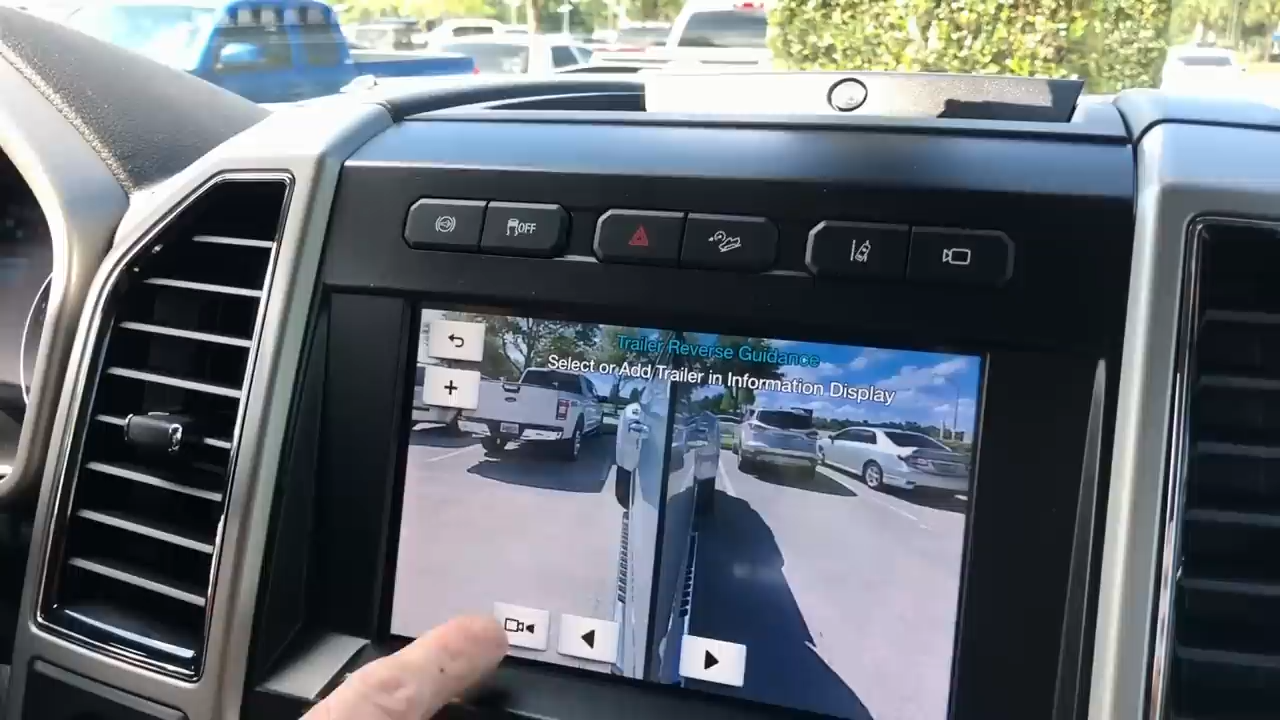 OFF
Trailer Reverse Guidance
Select or Add Trailer in Information Display